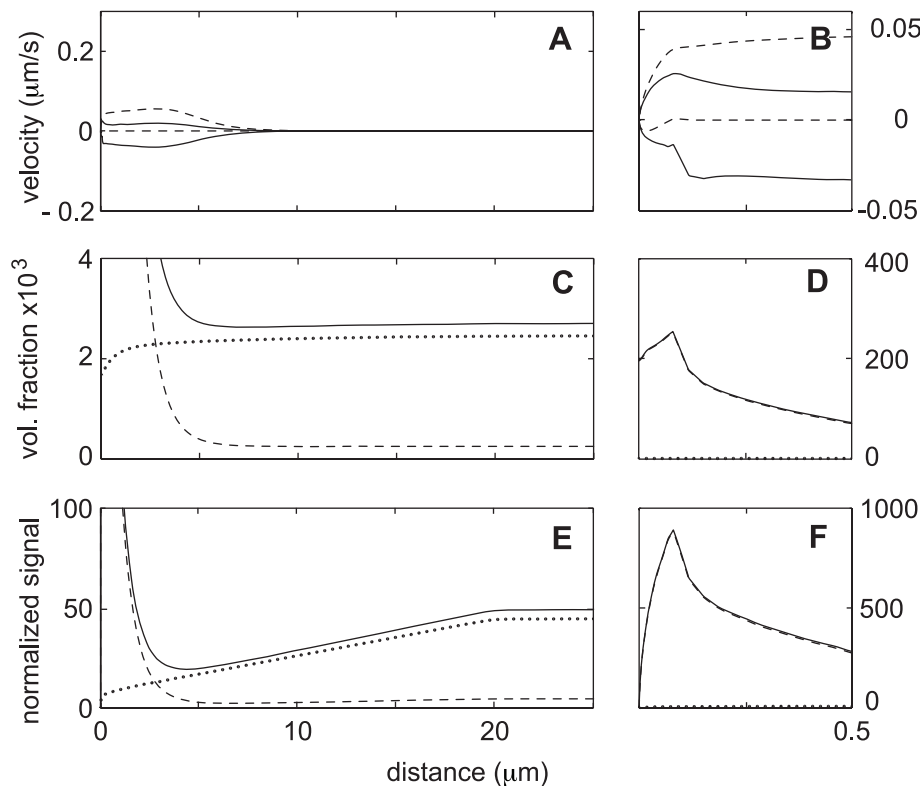 velocity (μm/s)
0.3
0
- 0.2
A
B
0.05
0
-0.05
vol. fraction x10³
4
2
0
C
D
400
200
0
normalized signal
100
50
0
E
F
1000
500
0
0
10
20
0.5
distance (μm)